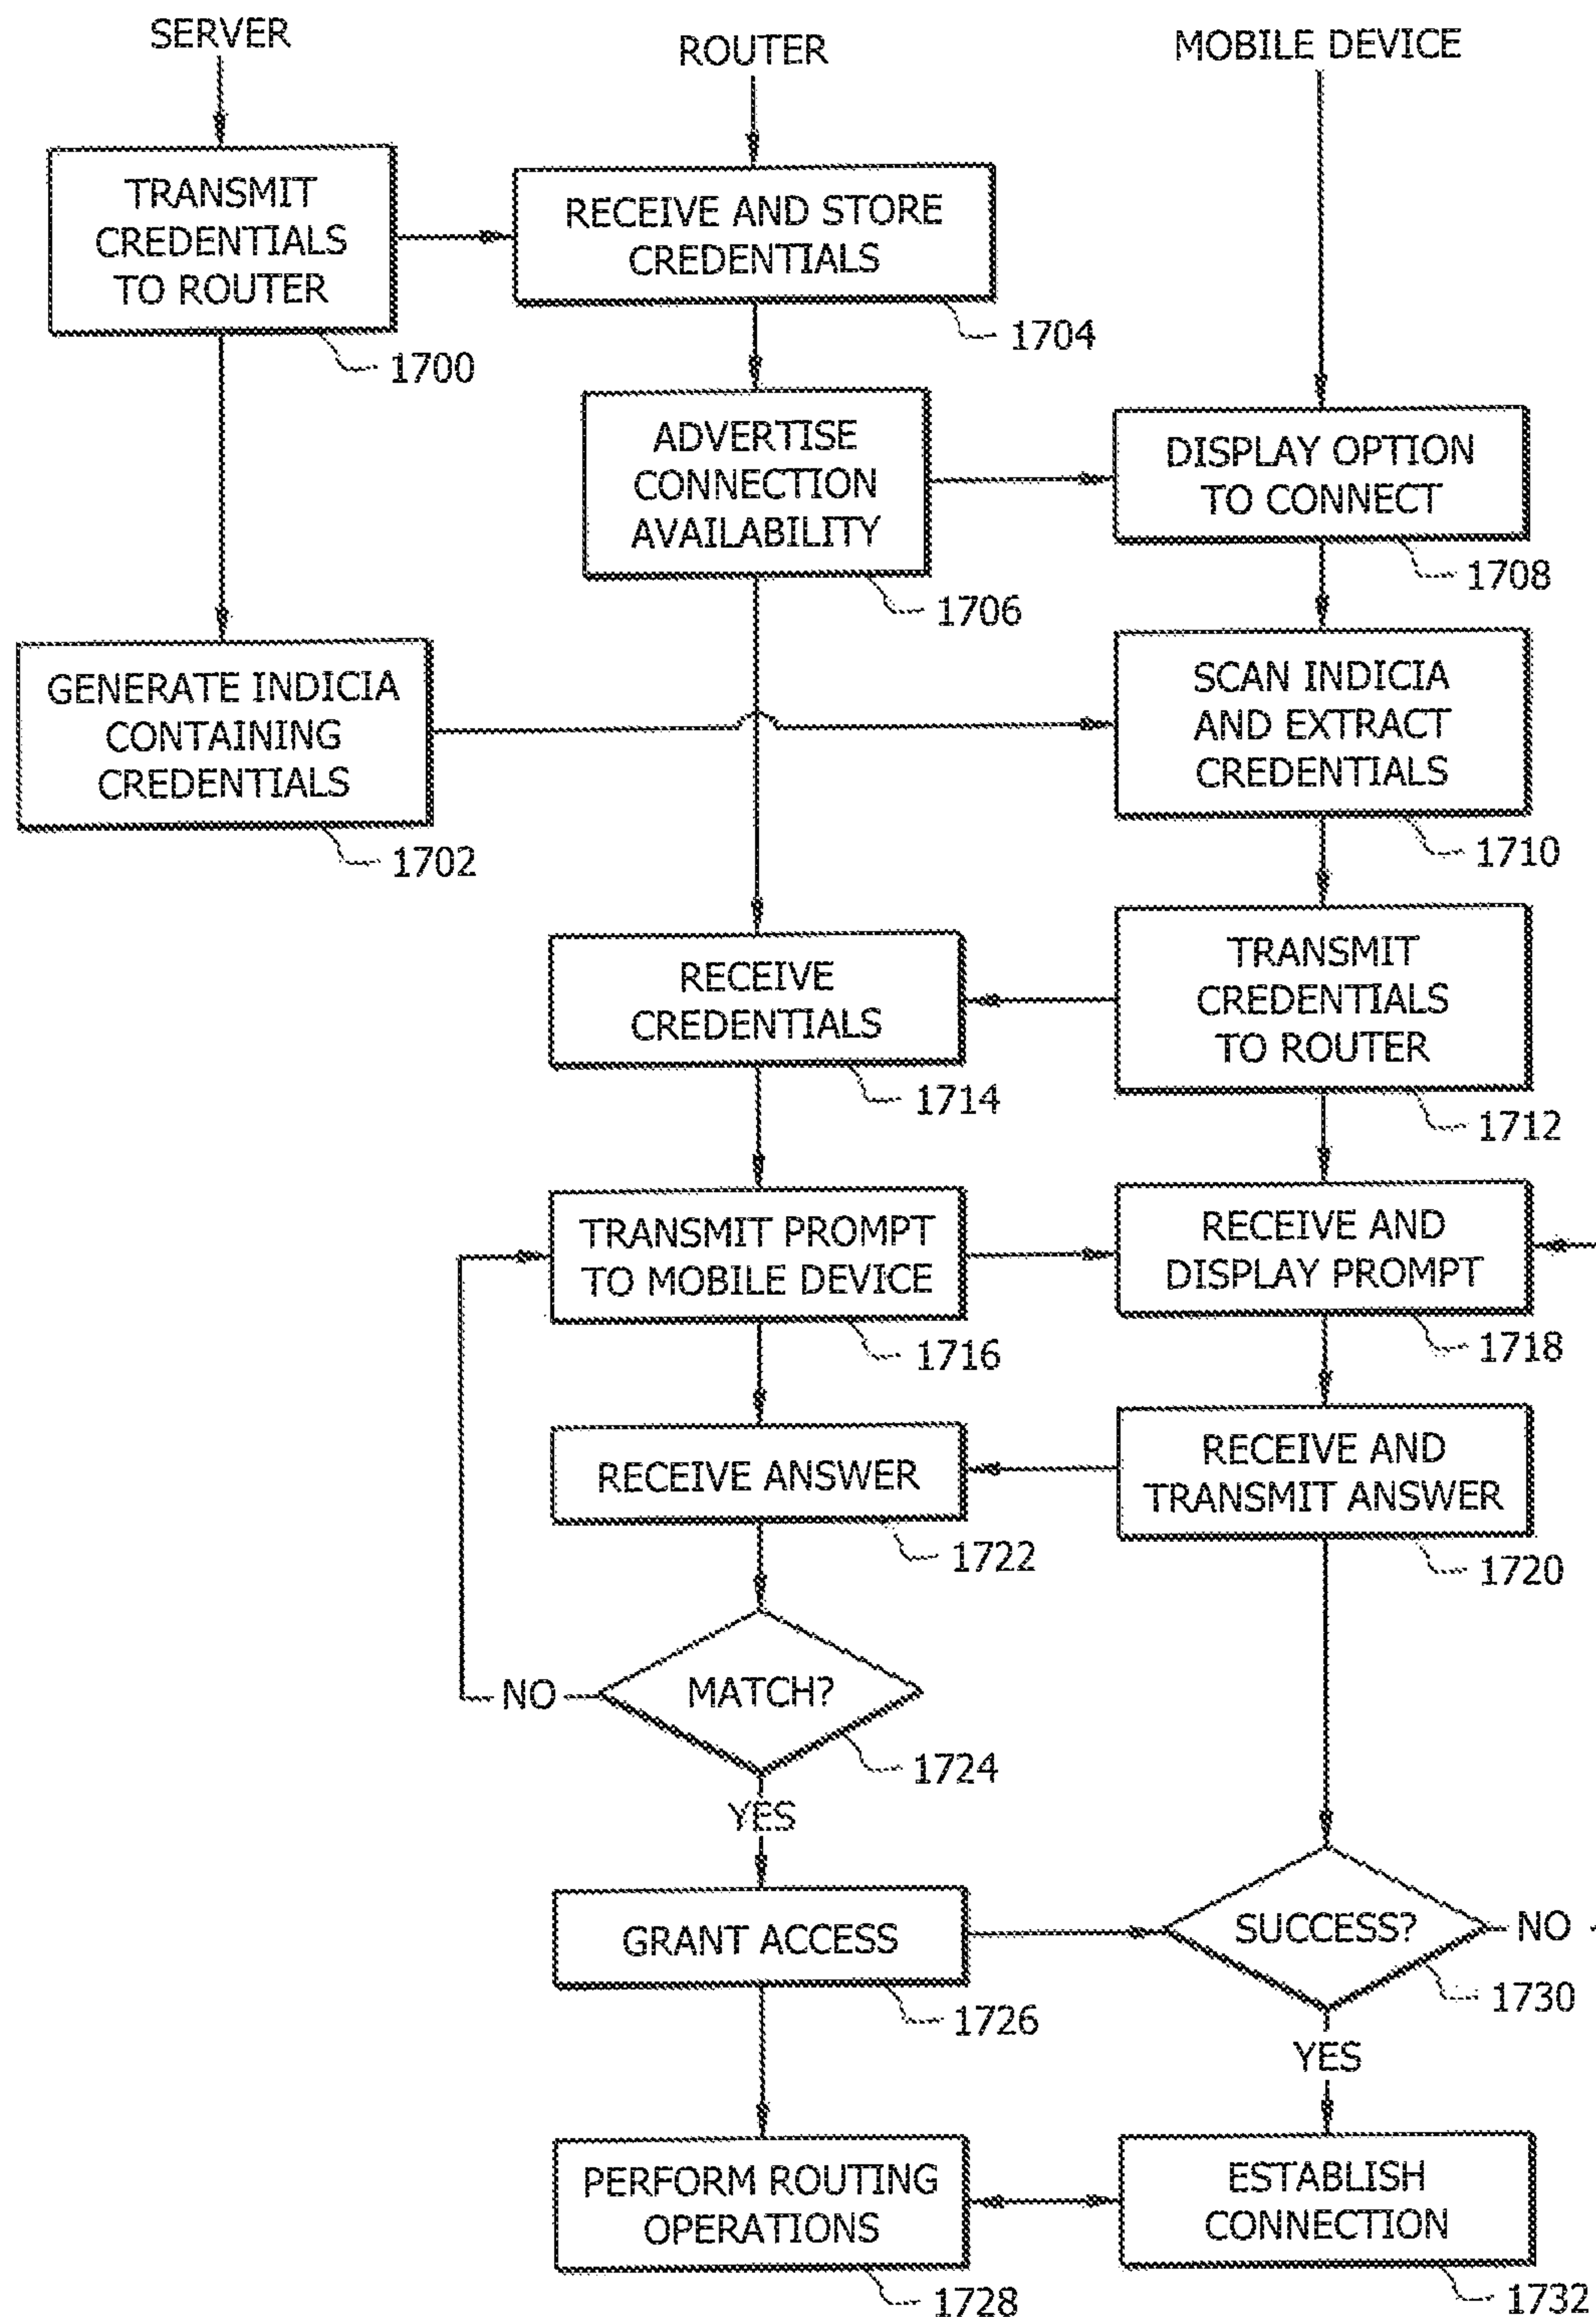 SERVER
ROUTER
MOBILE DEVICE
TRANSMIT
CREDENTIALS
TO ROUTER
1700
RECEIVE AND STORE
CREDENTIALS
1704
ADVERTISE
CONNECTION
AVAILABILITY
1706
DISPLAY OPTION
TO CONNECT
1708
GENERATE INDICIA
CONTAINING
CREDENTIALS
1702
SCAN INDICIA
AND EXTRACT
CREDENTIALS
1710
RECEIVE
CREDENTIALS
1714
TRANSMIT
CREDENTIALS
TO ROUTER
1712
TRANSMIT PROMPT
TO MOBILE DEVICE
1716
RECEIVE AND
DISPLAY PROMPT
1718
RECEIVE ANSWER
1722
RECEIVE AND
TRANSMIT ANSWER
1720
NO
MATCH?
1724
YES
GRANT ACCESS
1726
SUCCESS?
NO
1730
YES
PERFORM ROUTING
OPERATIONS
1728
ESTABLISH
CONNECTION
1732